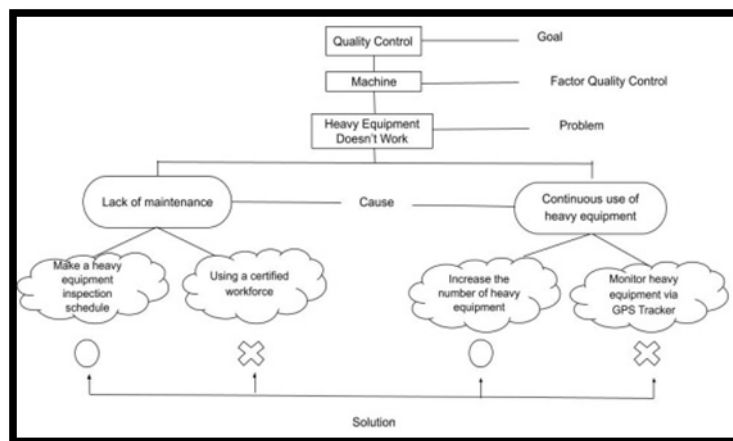 Quality Control
Goal
Machine
Factor Quality Control
Heavy Equipment
Doesn't Work
Problem
Lack of maintenance
Cause
Continuous use of
heavy equipment
Make a heavy
equipment
inspection
schedule
Using a certified
workforce
Increase the
number of heavy
equipment
Monitor heavy
equipment via
GPS Tracker
Solution